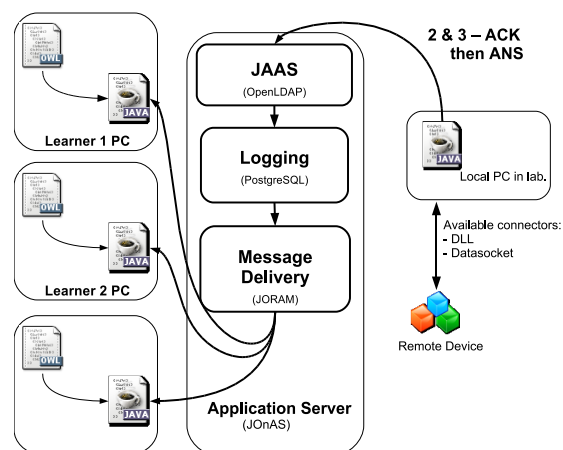 OWL
JAVA
Learner 1 PC
OWL
JAVA
Learner 2 PC
OWL
JAVA
JAAS
(OpenLDAP)
Logging
(PostgreSQL)
Message
Delivery
(JORAM)
Application Server
(JOnAS)
2 & 3 – ACK
then ANS
JAVA
Local PC in lab.
Available connectors:
- DLL
- Datasocket
Remote Device